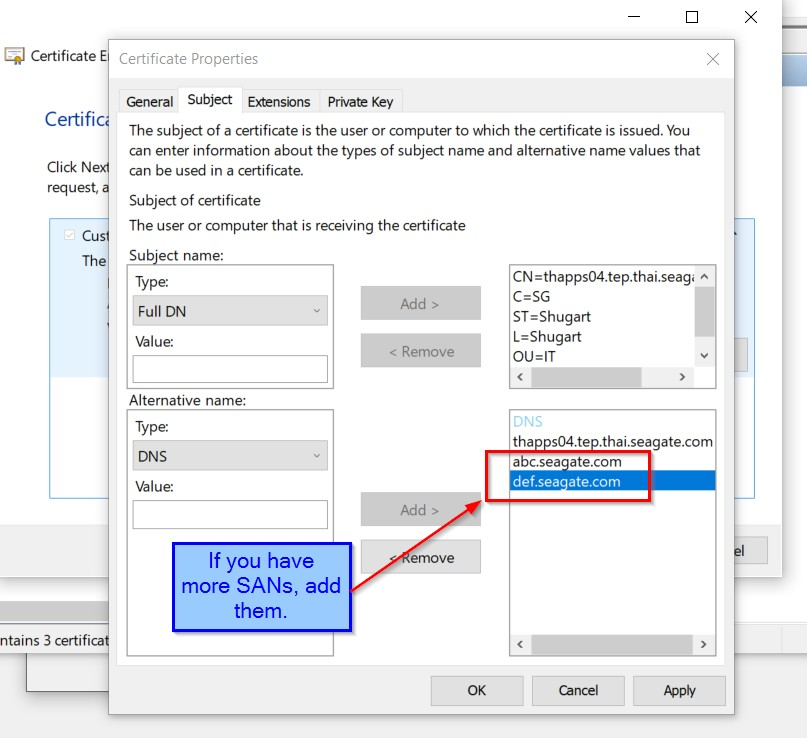 Certificate E
Certificate Properties
General
Subject
Extensions
Private Key
The subject of a certificate is the user or computer to which the certificate is issued. You
can enter information about the types of subject name and alternative name values that
can be used in a certificate.
Subject of certificate
The user or computer that is receiving the certificate
Subject name:
Type:
Full DN
Value:
Add >
< Remove
CN=thapps04.tep.thai.seaga
C=SG
ST=Shugart
L=Shugart
OU=IT
Alternative name:
Type:
DNS
Value:
Add >
< Remove
DNS
thapps04.tep.thai.seagate.com
abc.seagate.com
def.seagate.com
If you have
more SANs, add
them.
OK
Cancel
Apply
Certifica
Click Next
request, a
Cust
The
el
ntains 3 certificat